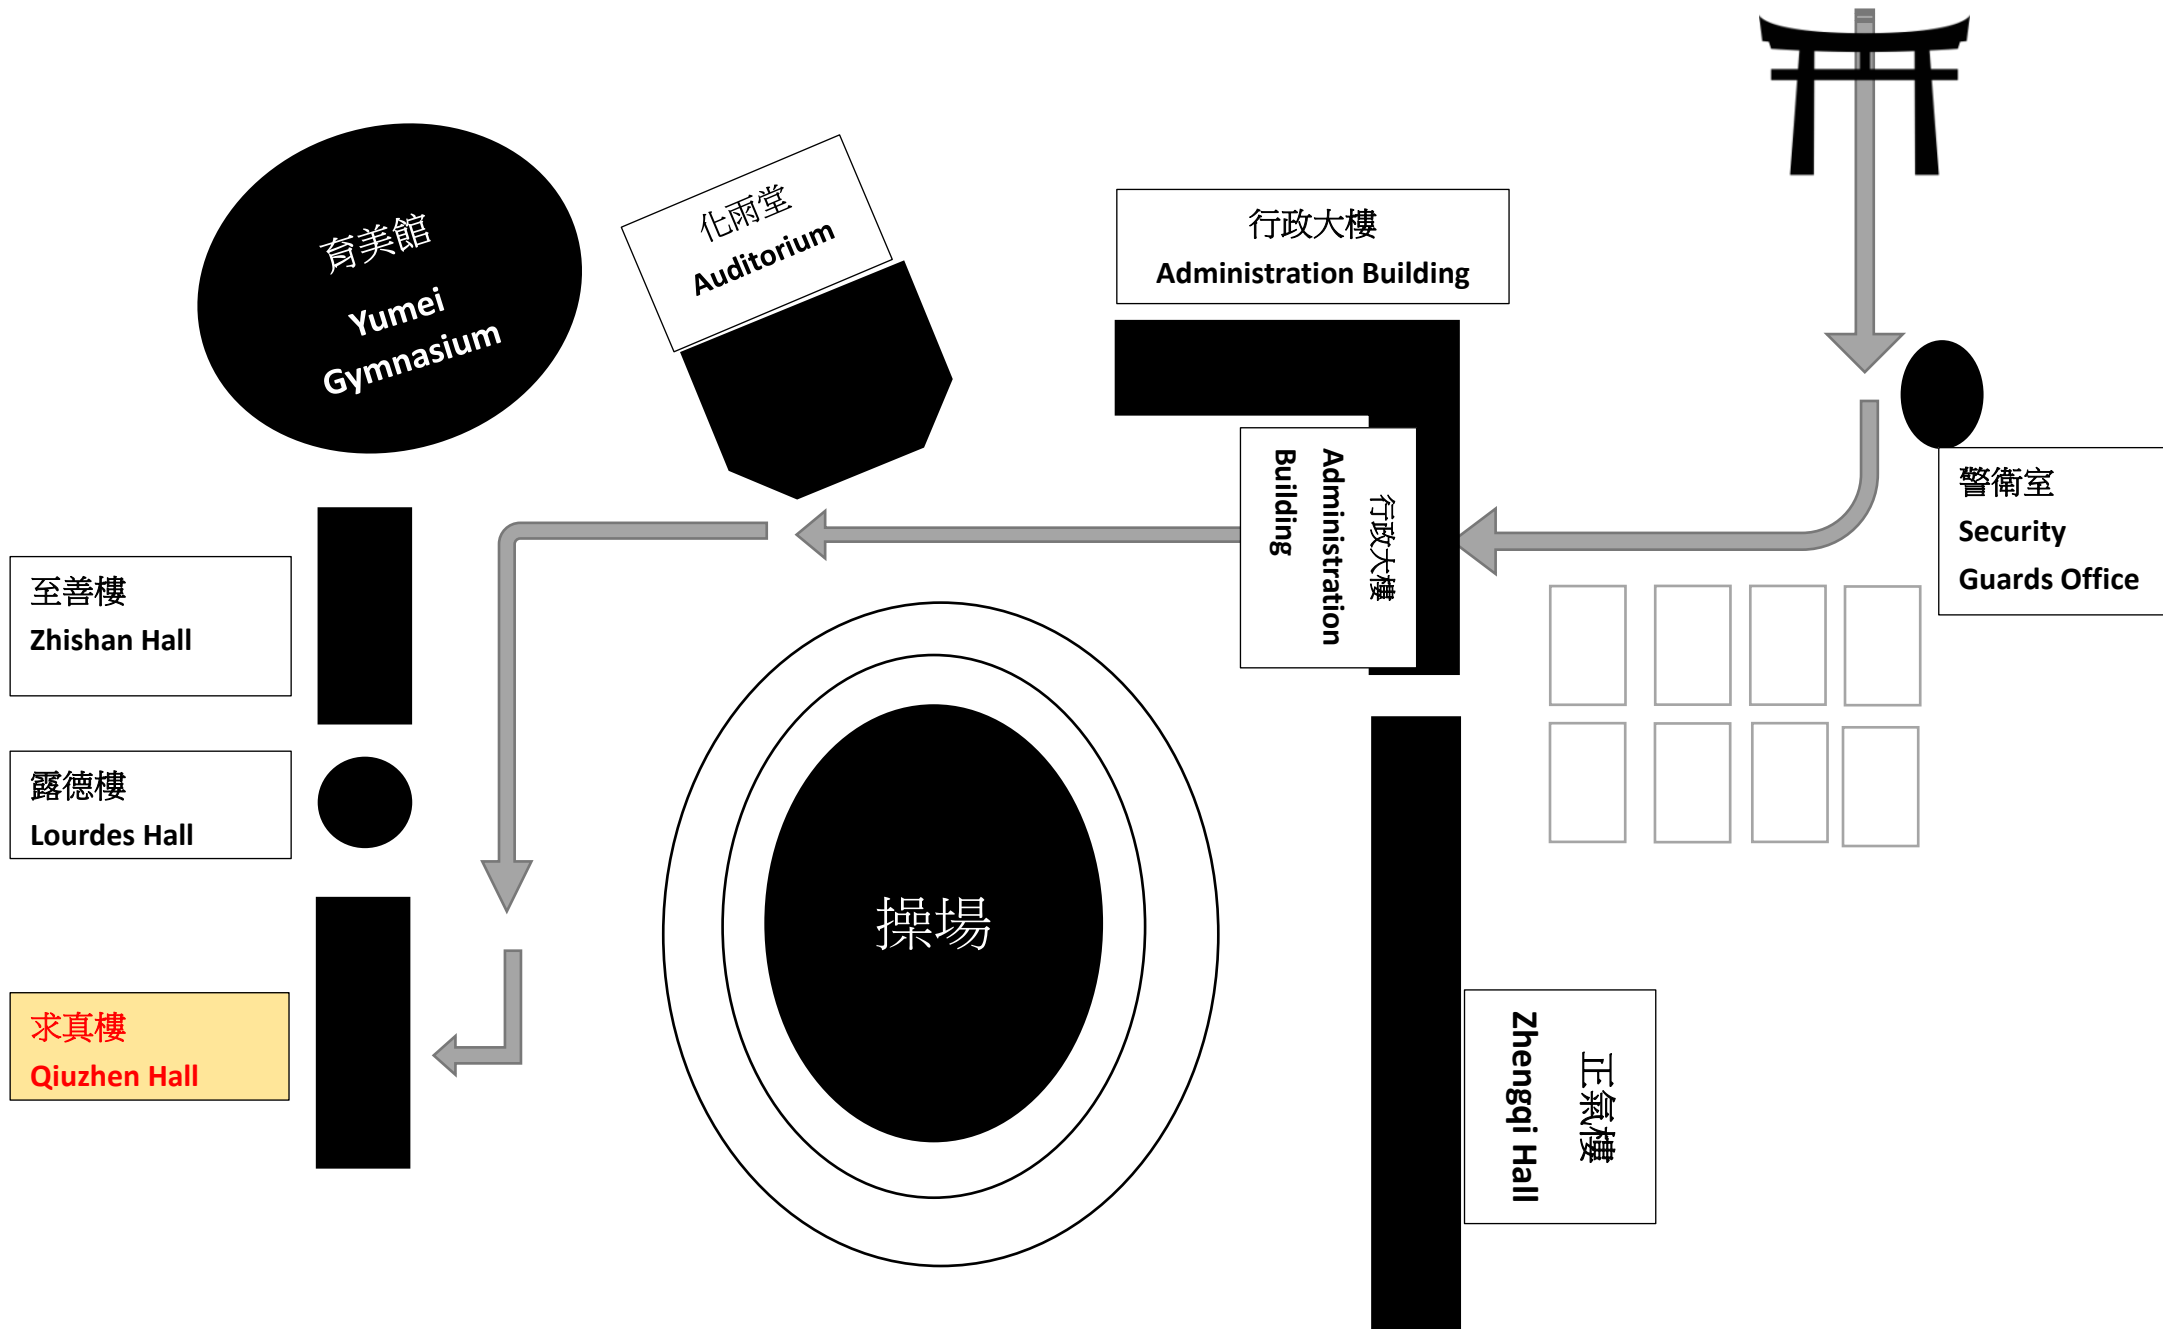 育美館
Yumei
Gymnasium
化雨堂
Auditorium
行政大樓
Administration Building
行政大樓
Administration
Building
警衛室
Security
Guards Office
至善樓
Zhishan Hall
露德樓
Lourdes Hall
求真樓
Qiuzhen Hall
操場
正氣樓
Zhengqi Hall